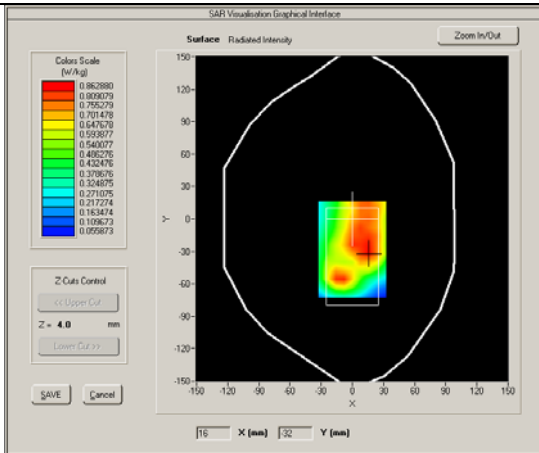 SAR Visualisation Graphical Interface
Surface Radiated Intensity
Zoom In/Out
Colors Scale
(W/kg)
0.862880
0.809079
0.755279
0.701478
0.647678
0.593877
0.540077
0.486276
0.432476
0.378676
0.324875
0.271075
0.217274
0.163474
0.109673
0.055873
150
120
90
60
30
0
-30
-60
-90
-120
-150
Y
-150 -120 -90 -60 -30 0 30 60 90 120 150
X
Z Cuts Control
<< Upper Cut
Z = 4.0 mm
Lower Cut >>
SAVE Cancel
16 X (mm) -32 Y (mm)